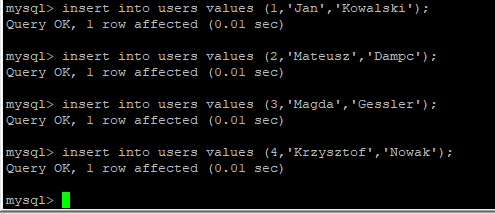 mysql> insert into users values (1,'Jan','Kowalski');
Query OK, 1 row affected (0.01 sec)
mysql> insert into users values (2,'Mateusz','Dampc');
Query OK, 1 row affected (0.01 sec)
mysql> insert into users values (3,'Magda','Gessler');
Query OK, 1 row affected (0.01 sec)
mysql> insert into users values (4,'Krzysztof','Nowak');
Query OK, 1 row affected (0.01 sec)
mysql>